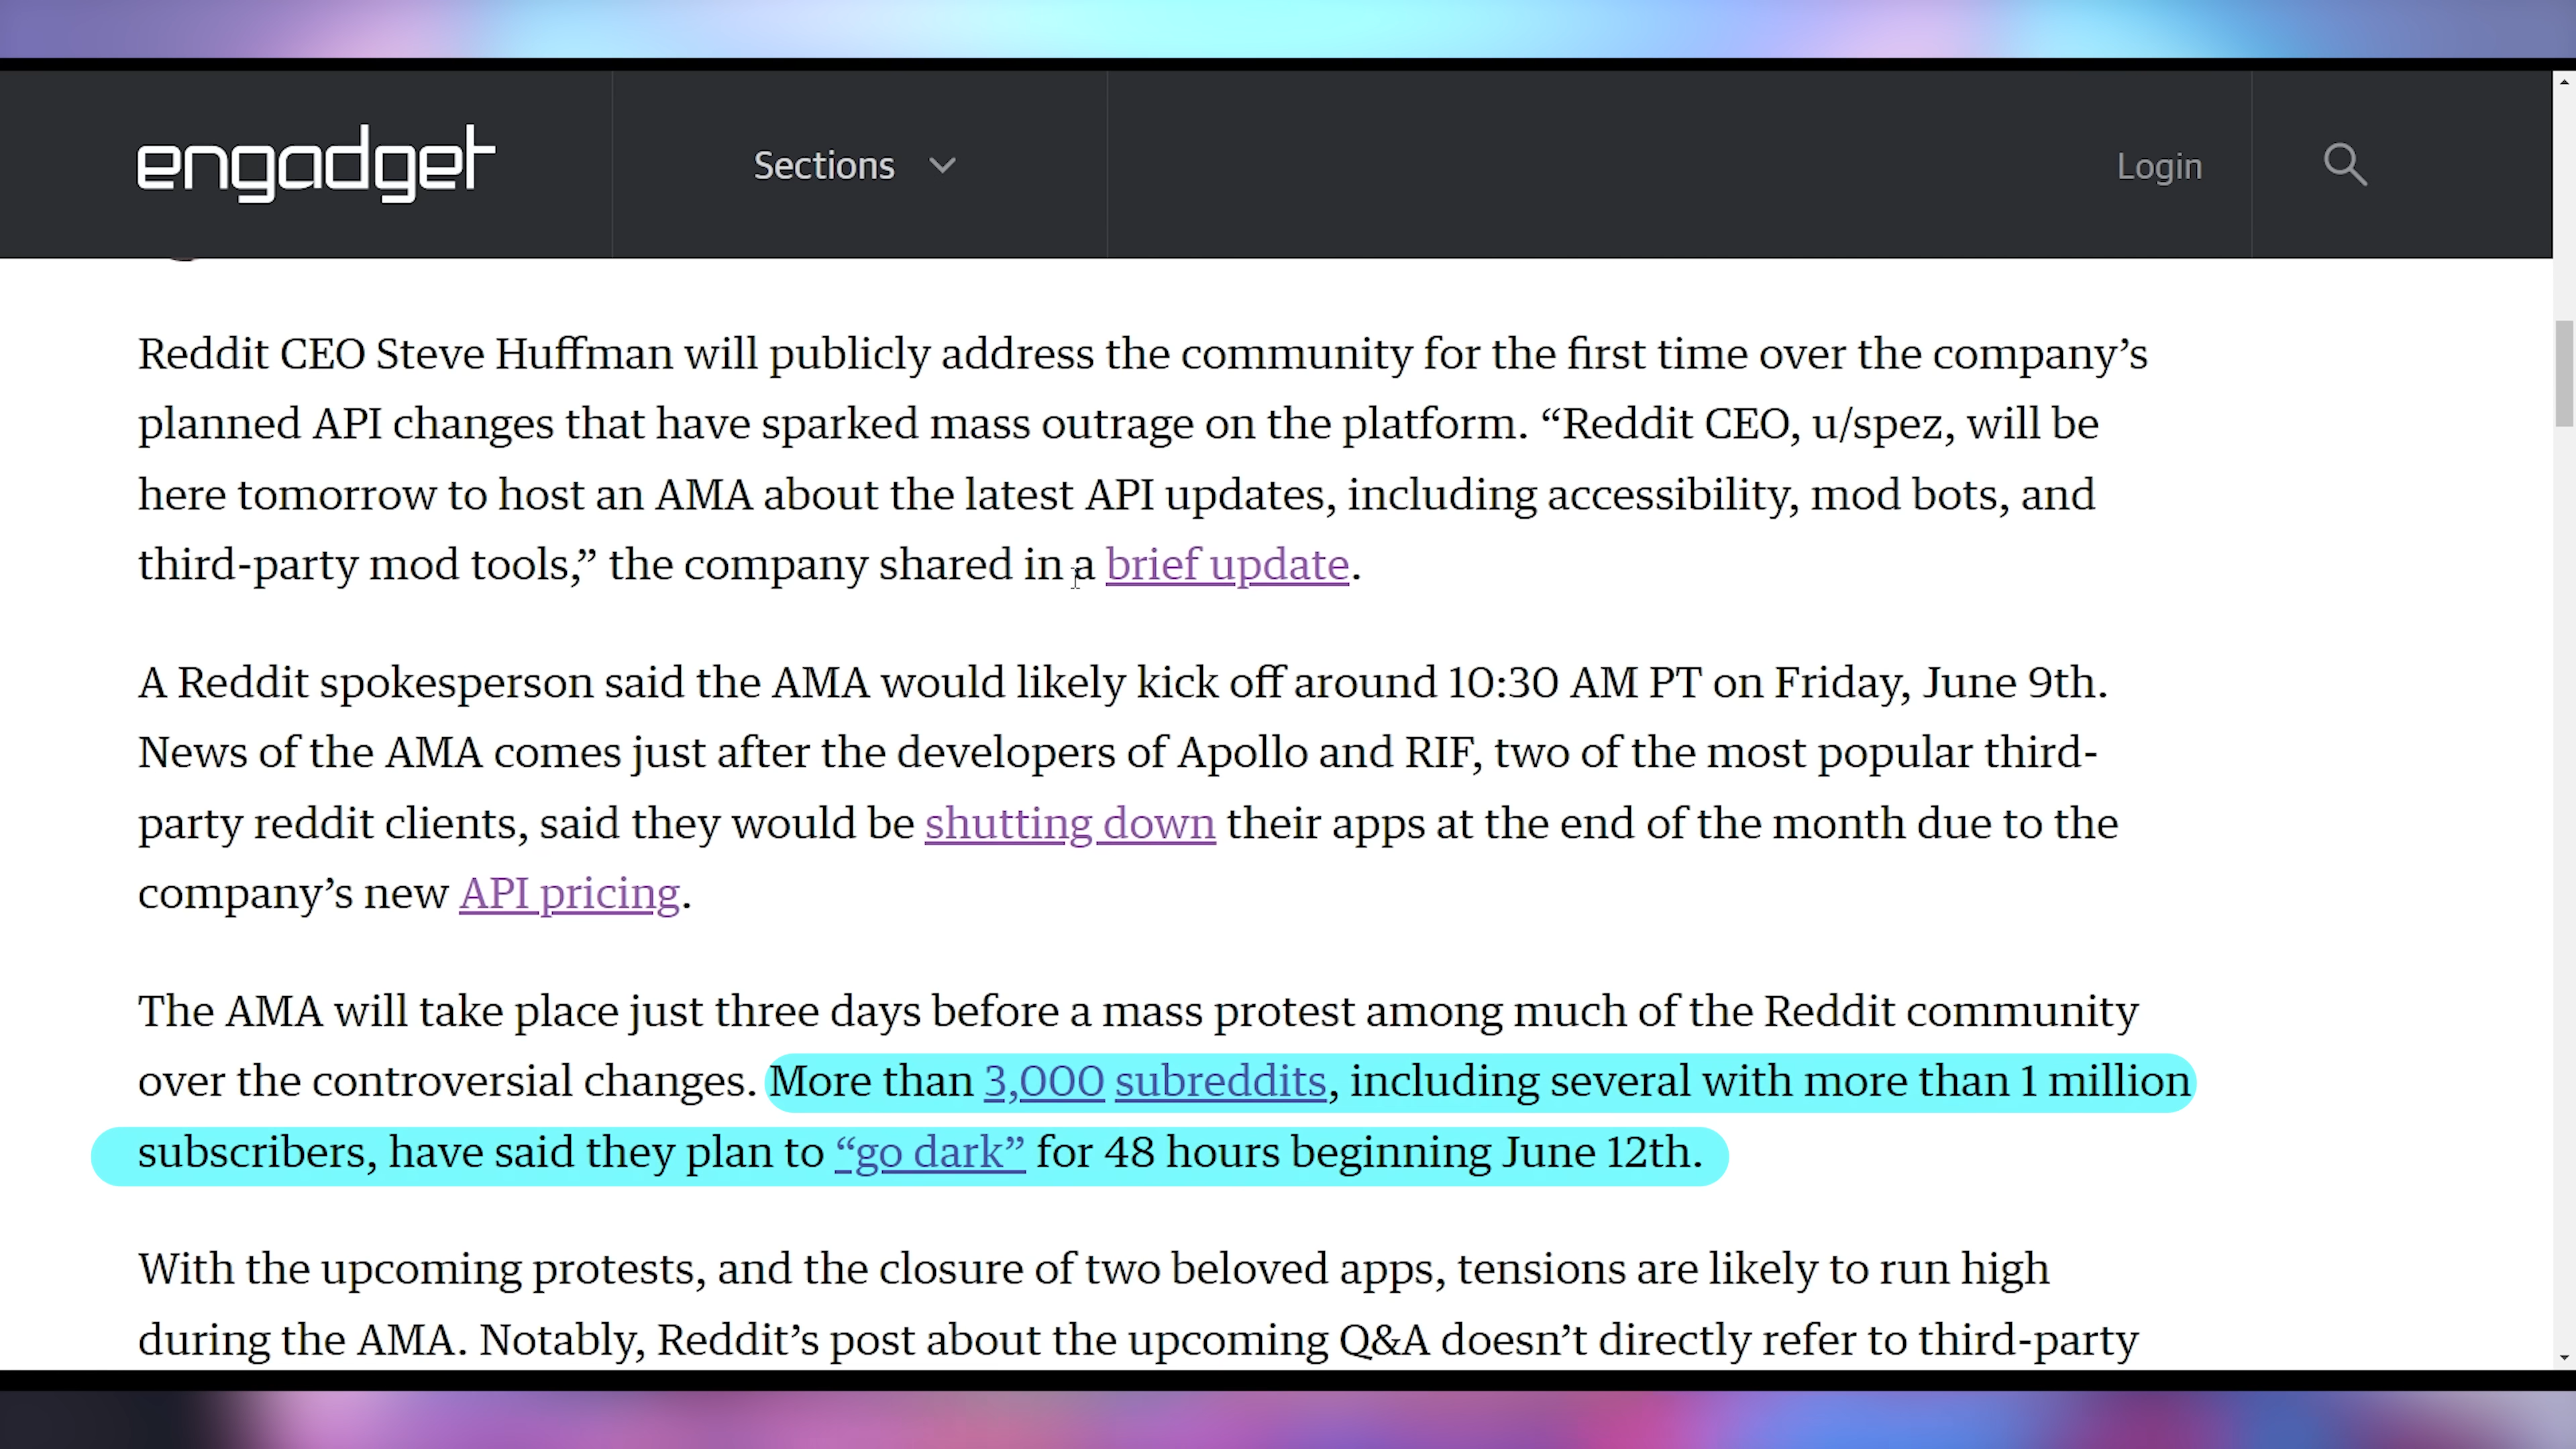 engadget
Sections
Login
Reddit CEO Steve Huffman will publicly address the community for the first time over the company’s
planned API changes that have sparked mass outrage on the platform. “Reddit CEO, u/spez, will be
here tomorrow to host an AMA about the latest API updates, including accessibility, mod bots, and
third-party mod tools,” the company shared in a brief update.
A Reddit spokesperson said the AMA would likely kick off around 10:30 AM PT on Friday, June 9th.
News of the AMA comes just after the developers of Apollo and RIF, two of the most popular third-
party reddit clients, said they would be shutting down their apps at the end of the month due to the
company’s new API pricing.
The AMA will take place just three days before a mass protest among much of the Reddit community
over the controversial changes. More than 3,000 subreddits, including several with more than 1 million
subscribers, have said they plan to “go dark” for 48 hours beginning June 12th.
With the upcoming protests, and the closure of two beloved apps, tensions are likely to run high
during the AMA. Notably, Reddit’s post about the upcoming Q&A doesn’t directly refer to third-party